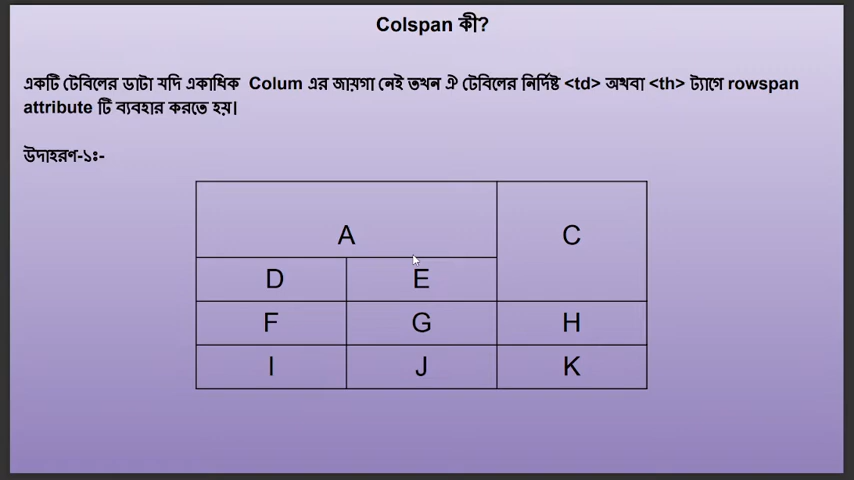 Colspan কী?
একটি টেবিলের ডাটা যদি একাধিক Colum এর জায়গা নেই তখন ঐ টেবিলের নির্দিষ্ট <td> অথবা <th> ট্যাগে rowspan
attribute টি ব্যবহার করতে হয়।
উদাহরণ-১ঃ-
A C
D E
F G H
I J K